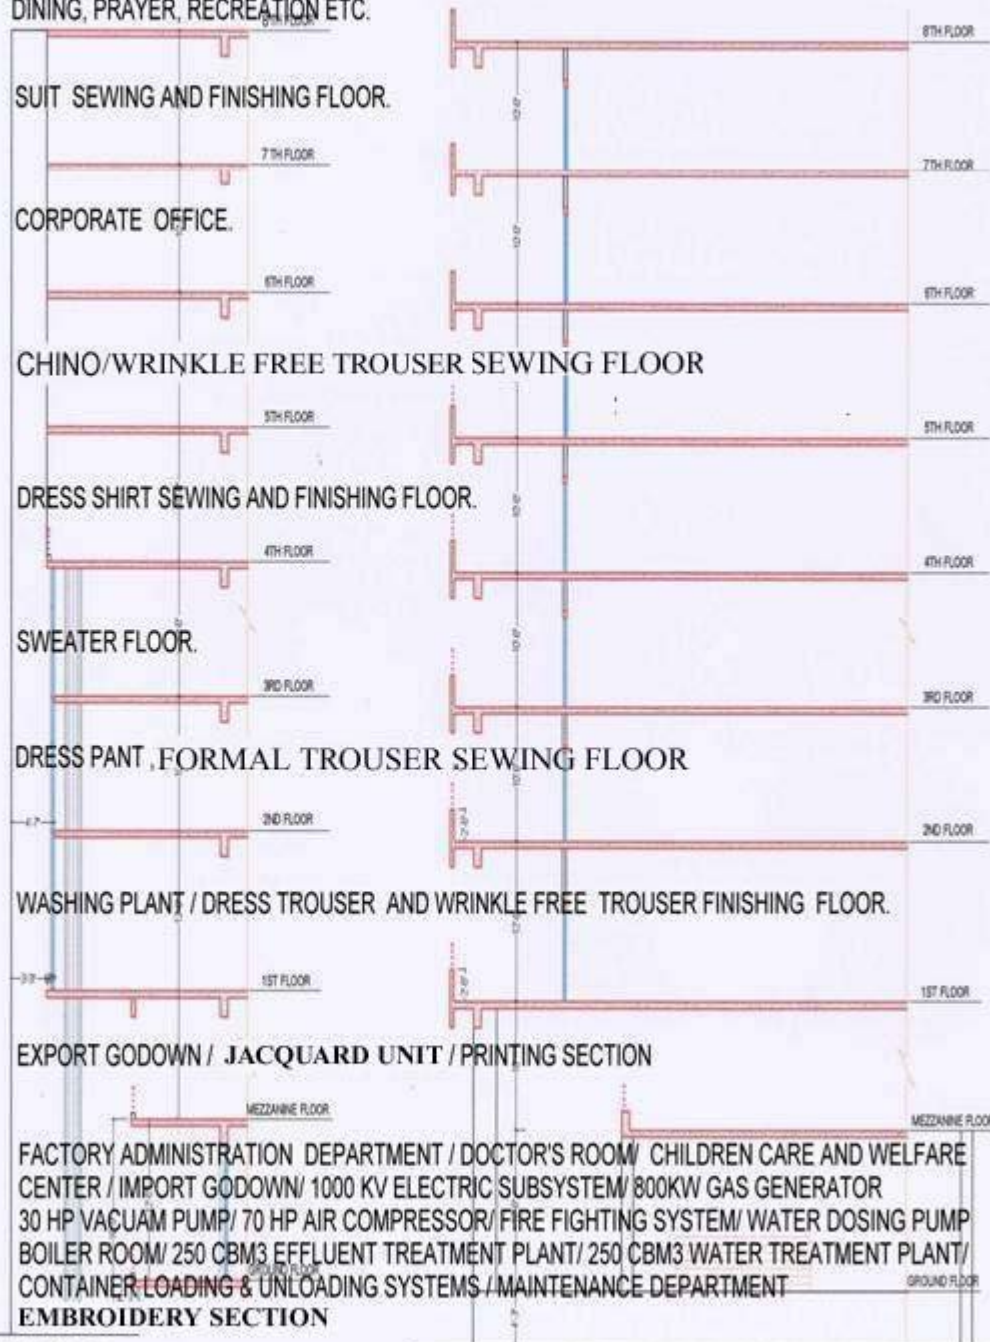 DINING, PRAYER, RECREATION ETC.
8TH FLOOR 8TH FLOOR
SUIT SEWING AND FINISHING FLOOR.
7 TH FLOOR 7TH FLOOR
CORPORATE OFFICE.
6TH FLOOR 6TH FLOOR
CHINO/WRINKLE FREE TROUSER SEWING FLOOR
5TH FLOOR 5TH FLOOR
DRESS SHIRT SEWING AND FINISHING FLOOR.
4TH FLOOR 4TH FLOOR
SWEATER FLOOR.
3RD FLOOR 3RD FLOOR
DRESS PANT , FORMAL TROUSER SEWING FLOOR
2ND FLOOR 2ND FLOOR
WASHING PLANT / DRESS TROUSER AND WRINKLE FREE TROUSER FINISHING FLOOR.
1ST FLOOR 1ST FLOOR
EXPORT GODOWN / JACQUARD UNIT / PRINTING SECTION
MEZZANINE FLOOR MEZZANINE FLOOR
FACTORY ADMINISTRATION DEPARTMENT / DOCTOR'S ROOM/ CHILDREN CARE AND WELFARE
CENTER / IMPORT GODOWN/ 1000 KV ELECTRIC SUBSYSTEM/ 800KW GAS GENERATOR
30 HP VACUAM PUMP/ 70 HP AIR COMPRESSOR/ FIRE FIGHTING SYSTEM/ WATER DOSING PUMP
BOILER ROOM/ 250 CBM3 EFFLUENT TREATMENT PLANT/ 250 CBM3 WATER TREATMENT PLANT/
GROUND FLOOR
CONTAINER LOADING & UNLOADING SYSTEMS / MAINTENANCE DEPARTMENT GROUND FLOOR
EMBROIDERY SECTION